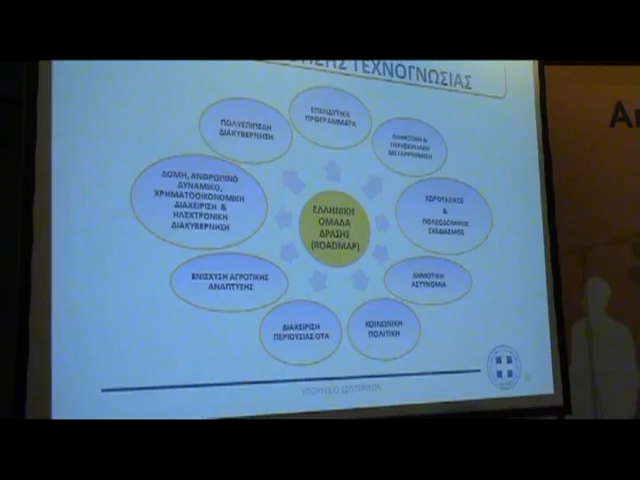 ΤΕΧΝΟΓΝΩΣΙΑΣ
ΕΠΕΝΔΥΤΙΚΑ
ΠΡΟΓΡΑΜΜΑΤΑ
ΠΟΛΥΕΠΙΠΕΔΗ
ΔΙΑΚΥΒΕΡΝΗΣΗ
ΔΗΜΟΤΙΚΗ &
ΠΕΡΙΦΕΡΕΙΑΚΗ
ΜΕΤΑΡΡΥΘΜΙΣΗ
ΔΟΜΗ, ΑΝΘΡΩΠΙΝΟ
ΔΥΝΑΜΙΚΟ,
ΧΡΗΜΑΤΟΟΙΚΟΝΟΜΙΚΗ
ΔΙΑΧΕΙΡΙΣΗ &
ΗΛΕΚΤΡΟΝΙΚΗ
ΔΙΑΚΥΒΕΡΝΗΣΗ
ΕΛΛΗΝΙΚΗ
ΟΜΑΔΑ
ΔΡΑΣΗΣ
(ROADMAP)
ΧΩΡΟΤΑΞΙΚΟΣ
&
ΠΟΛΕΟΔΟΜΙΚΟΣ
ΣΧΕΔΙΑΣΜΟΣ
ΕΝΙΣΧΥΣΗ ΑΓΡΟΤΙΚΗΣ
ΑΝΑΠΤΥΞΗΣ
ΔΗΜΟΤΙΚΗ
ΑΣΤΥΝΟΜΙΑ
ΔΙΑΧΕΙΡΙΣΗ
ΠΕΡΙΟΥΣΙΑΣ ΟΤΑ
ΚΟΙΝΩΝΙΚΗ
ΠΟΛΙΤΙΚΗ
ΥΠΟΥΡΓΕΙΟ ΕΣΩΤΕΡΙΚΩΝ